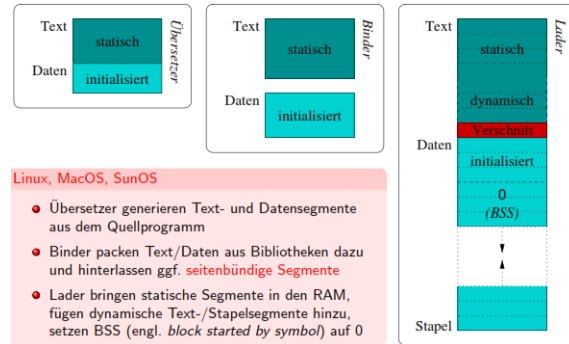 Text
statisch
Daten
initialisiert
Übersetzer
Text
statisch
Daten
initialisiert
Binder
Text
statisch
dynamisch
Verschnitt
Daten
initialisiert
0
(BSS)
Stapel
Lader
Linux, MacOS, SunOS
Übersetzer generieren Text- und Datensegmente
aus dem Quellprogramm
Binder packen Text/Daten aus Bibliotheken dazu
und hinterlassen ggf. seitenbündige Segmente
Lader bringen statische Segmente in den RAM,
fügen dynamische Text-/Stapelsegmente hinzu,
setzen BSS (engl. block started by symbol) auf 0